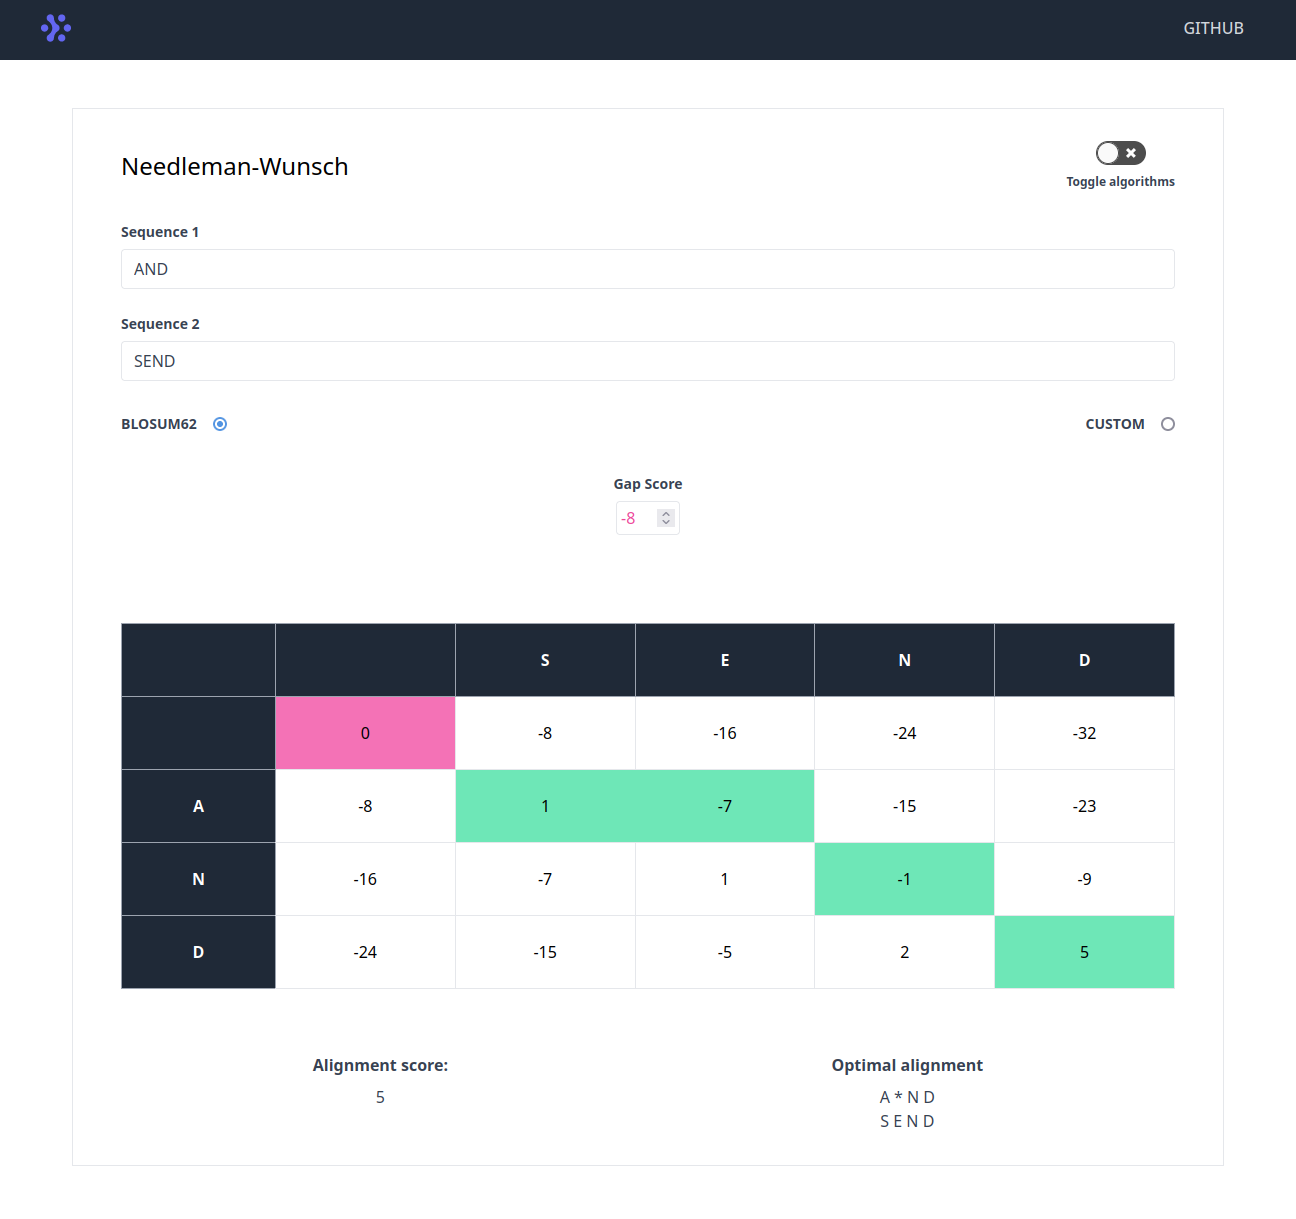 GITHUB
Needleman-Wunsch
Toggle algorithms
Sequence 1
AND
Sequence 2
SEND
BLOSUM62 CUSTOM
Gap Score
-8
S E N D
0 -8 -16 -24 -32
A -8 1 -7 -15 -23
N -16 -7 1 -1 -9
D -24 -15 -5 2 5
Alignment score: Optimal alignment
5 A * N D
S E N D